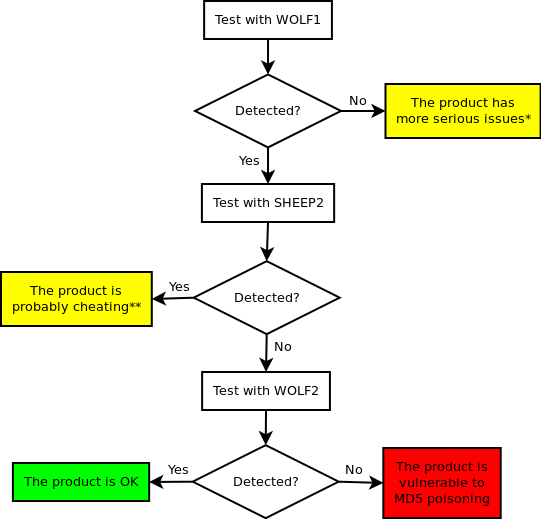 Test with WOLF1
Detected?
No
The product has
more serious issues*
Yes
Test with SHEEP2
Yes
The product is
probably cheating**
Detected?
No
Test with WOLF2
Yes
The product is OK
Detected?
No
The product is
vulnerable to
MD5 poisoning